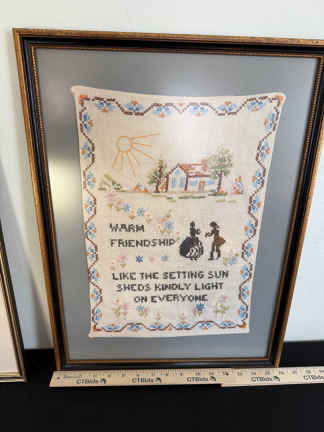 WARM
FRIENDSHIP
LIKE THE SETTING SUN
SHEDS KINDLY LIGHT
ON EVERYONE
CTBids CTBids CTBids CTBids